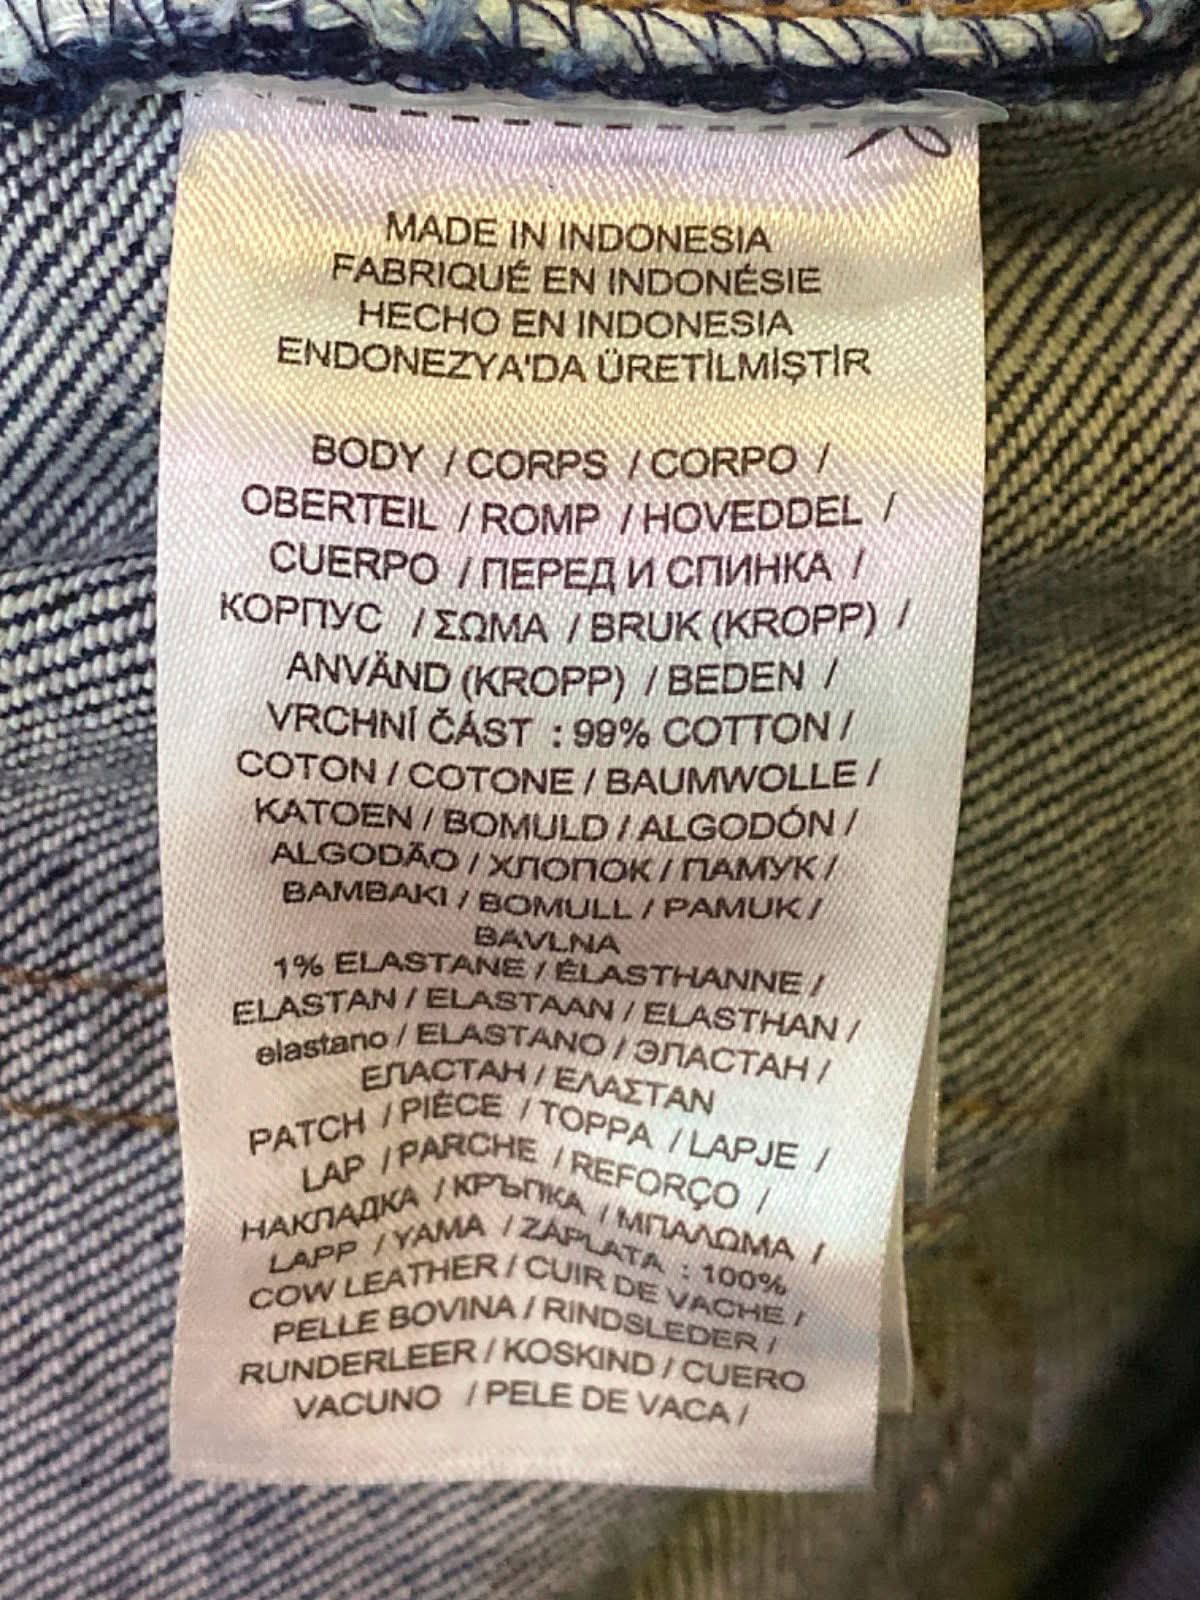 MADE IN INDONESIA
FABRIQUÉ EN INDONÉSIE
HECHO EN INDONESIA
ENDONEZYA'DA ÜRETİLMİŞTİR
BODY / CORPS / CORPO /
OBERTEIL / ROMP / HOVEDDEL /
CUERPO / ПЕРЕД И СПИНКА /
КОРПУС / ΣΩΜΑ / BRUK (KROPP) /
ANVÄND (KROPP) / BEDEN /
VRCHNÍ ČÁST : 99% COTTON /
COTON / COTONE / BAUMWOLLE /
KATOEN / BOMULD / ALGODÓN /
ALGODÃO / ХЛОПОК / ПАМУК /
ΒΑΜΒΑΚΙ / BOMULL / PAMUK /
BAVLNA
1% ELASTANE / ÉLASTHANNE /
ELASTAN / ELASTAAN / ELASTHAN /
elastano / ELASTANO / ЭЛАСТАН /
ЕЛАСТАН / ΕΛΑΣΤΑΝ
PATCH / PIÈCE / TOPPA / LAPJE /
LAP / PARCHE / REFORÇO /
НАКЛАДКА / КРЪПКА / ΜΠΑΛΩΜΑ /
LAPP / YAMA / ZÁPLATA : 100%
COW LEATHER / CUIR DE VACHE /
PELLE BOVINA / RINDSLEDER /
RUNDERLEER / KOSKIND / CUERO
VACUNO / PELE DE VACA /